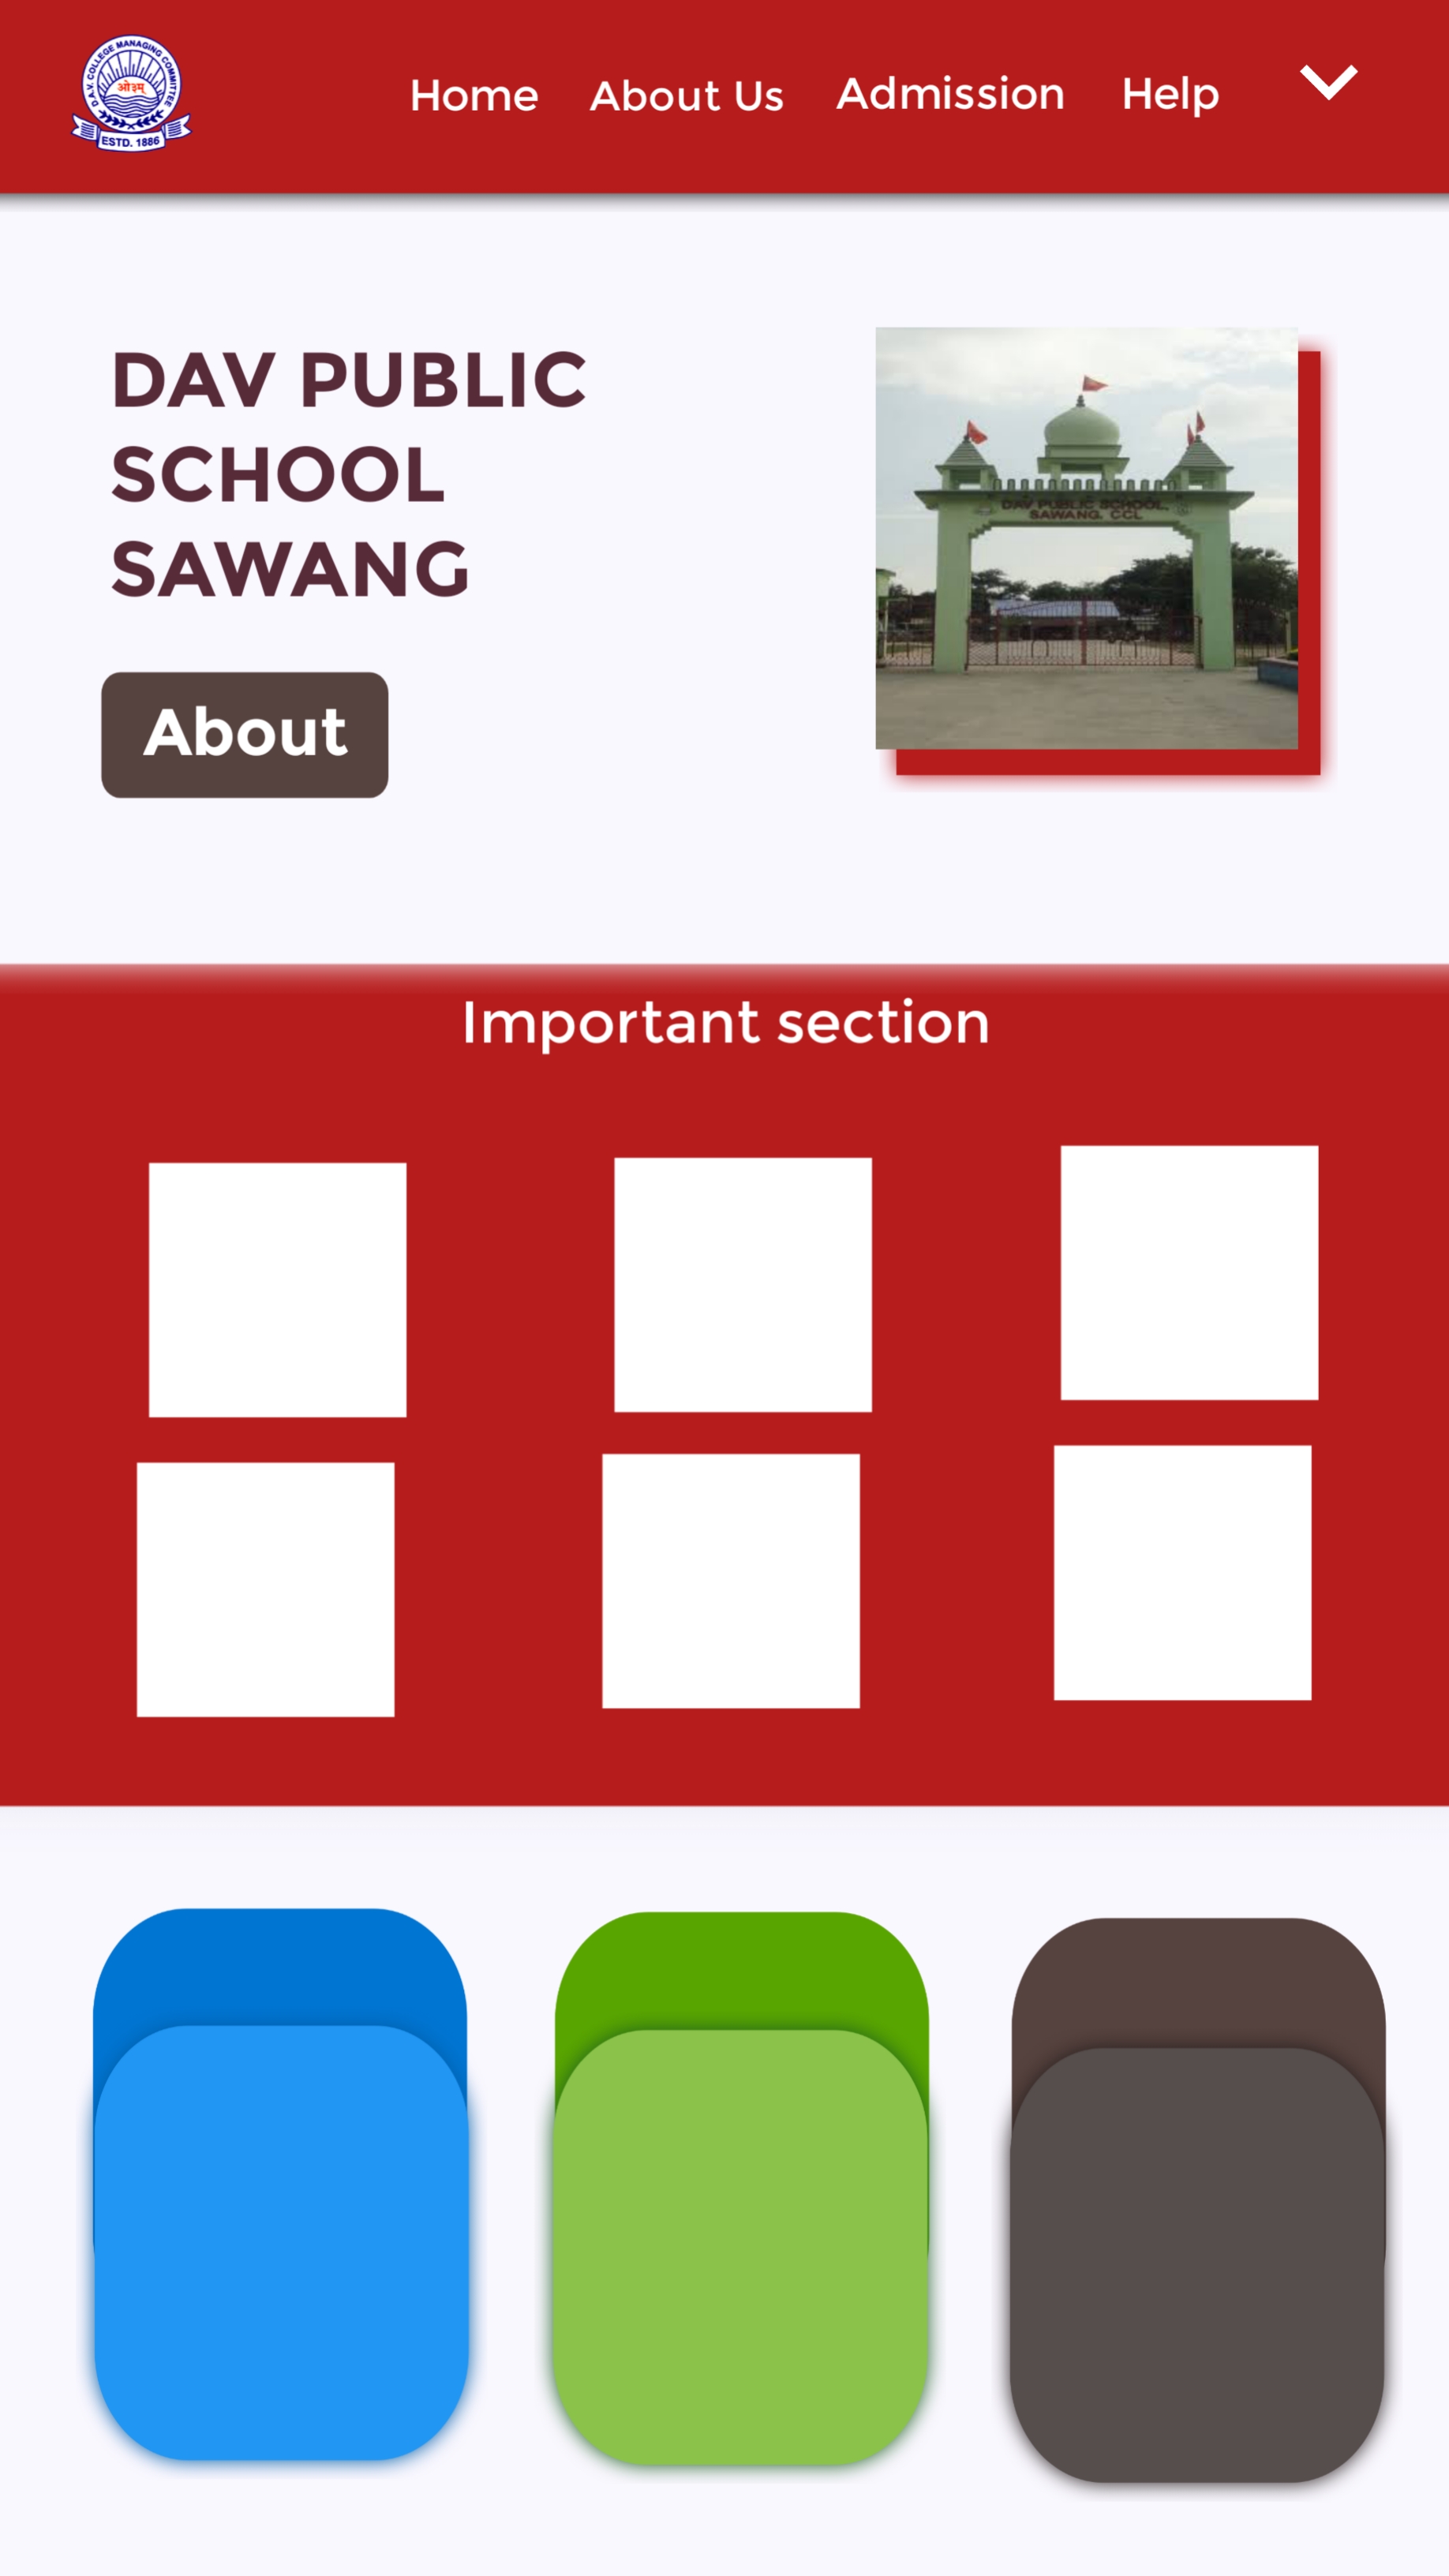 D.A.V. COLLEGE MANAGING COMMITTEE
ओ३म्
ESTD. 1886
Home About Us Admission Help
DAV PUBLIC
SCHOOL
SAWANG
DAV PUBLIC SCHOOL,
SAWANG. CCL
About
Important section